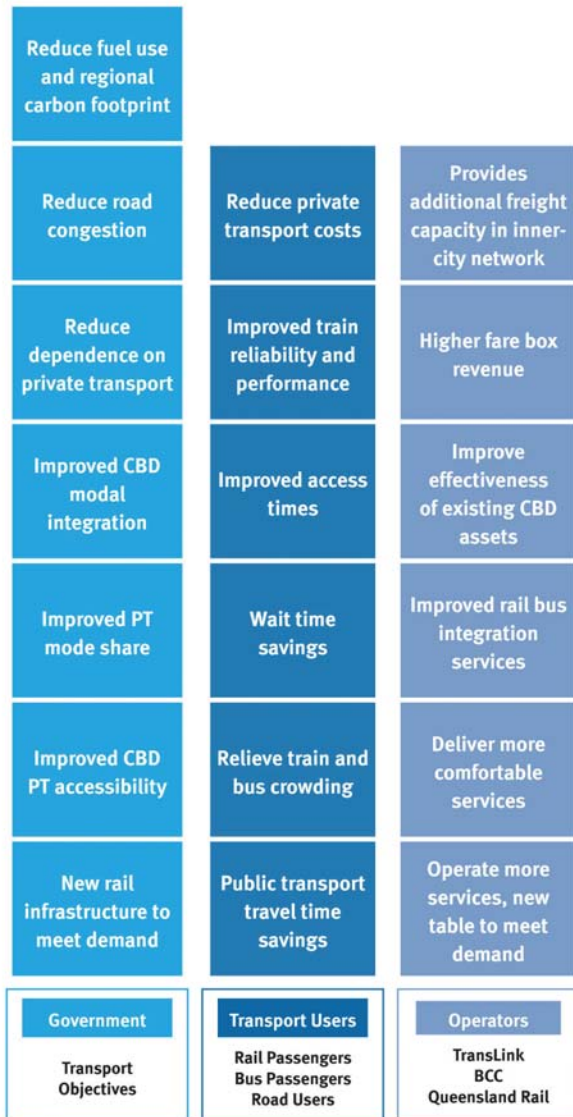 Reduce fuel use
and regional
carbon footprint
Reduce road
congestion
Reduce private
transport costs
Provides
additional freight
capacity in inner-
city network
Reduce
dependence on
private transport
Improved train
reliability and
performance
Higher fare box
revenue
Improved CBD
modal
integration
Improved access
times
Improve
effectiveness
of existing CBD
assets
Improved PT
mode share
Wait time
savings
Improved rail bus
integration
services
Improved CBD
PT accessibility
Relieve train and
bus crowding
Deliver more
comfortable
services
New rail
infrastructure to
meet demand
Public transport
travel time
savings
Operate more
services, new
table to meet
demand
Government
Transport
Objectives
Transport Users
Rail Passengers
Bus Passengers
Road Users
Operators
TransLink
BCC
Queensland Rail